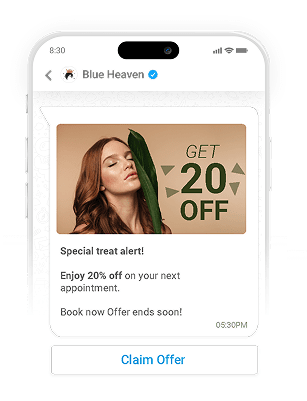 8:30
Blue Heaven
GET
20
OFF
Special treat alert!
Enjoy 20% off on your next
appointment.
Book now Offer ends soon!
05:30PM
Claim Offer